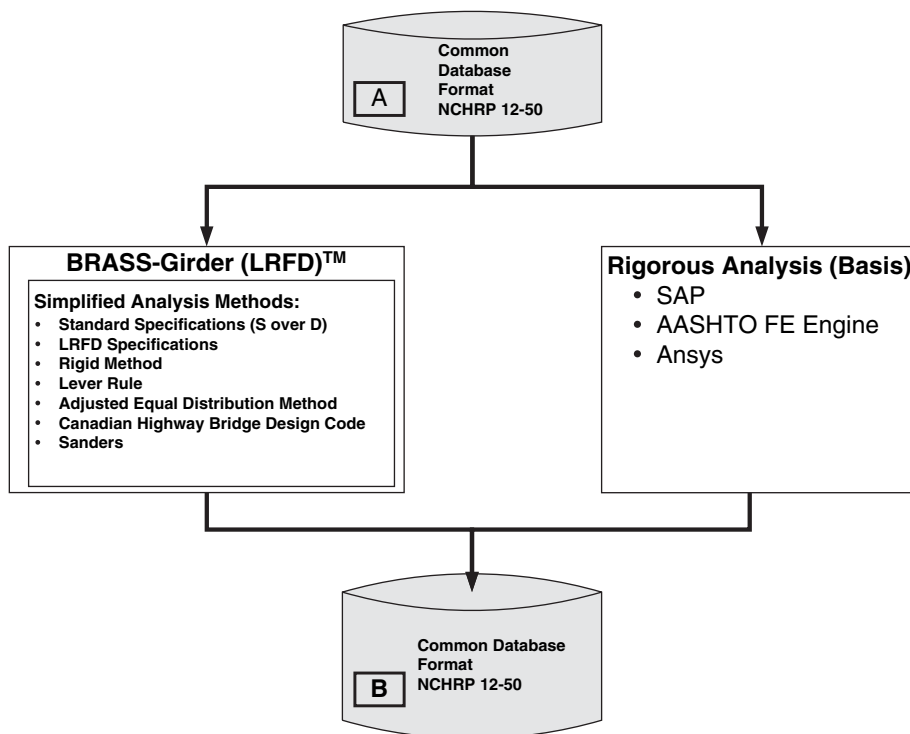 Common
Database
Format
NCHRP 12-50
A
BRASS-Girder (LRFD)™
Simplified Analysis Methods:
• Standard Specifications (S over D)
• LRFD Specifications
• Rigid Method
• Lever Rule
• Adjusted Equal Distribution Method
• Canadian Highway Bridge Design Code
• Sanders
Rigorous Analysis (Basis)
• SAP
• AASHTO FE Engine
• Ansys
Common Database
Format
NCHRP 12-50
B